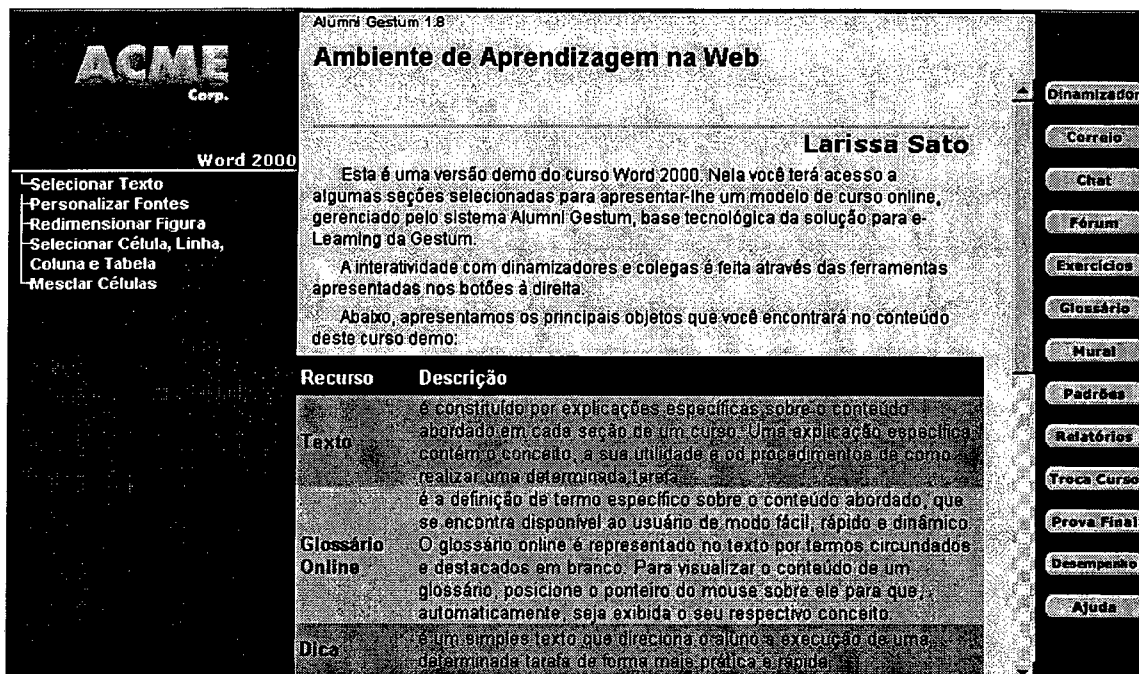 ACME
Corp.
Word 2000
Selecionar Texto
Personalizar Fontes
Redimensionar Figura
Selecionar Célula, Linha,
Coluna e Tabela
Mesclar Células
Alumni Gestum 1.8
Ambiente de Aprendizagem na Web
Larissa Sato
Esta é uma versão demo do curso Word 2000. Nela você terá acesso a
algumas seções selecionadas para apresentar-lhe um modelo de curso online,
gerenciado pelo sistema Alumni Gestum, base tecnológica da solução para e-
Learning da Gestum.
A interatividade com dinamizadores e colegas é feita através das ferramentas
apresentadas nos botões à direita.
Abaixo, apresentamos os principais objetos que você encontrará no conteúdo
deste curso demo:
Recurso Descrição
Texto
é constituído por explicações específicas sobre o conteúdo
abordado em cada seção de um curso. Uma explicação específica
contém o conceito, a sua utilidade e od procedimentos de como
realizar uma determinada tarefa.
Glossário
Online
é a definição de termo específico sobre o conteúdo abordado, que
se encontra disponível ao usuário de modo fácil, rápido e dinâmico.
O glossário online é representado no texto por termos circundados
e destacados em branco. Para visualizar o conteúdo de um
glossário, posicione o ponteiro do mouse sobre ele para que,
automaticamente, seja exibida o seu respectivo conceito.
Dica
é um simples texto que direciona o aluno a execução de uma
determinada tarefa de forma mais prática e rápida.
Dinamizador
Correio
Chat
Fórum
Exercícios
Glossário
Mural
Padrões
Relatórios
Troca Curso
Prova Final
Desempenho
Ajuda